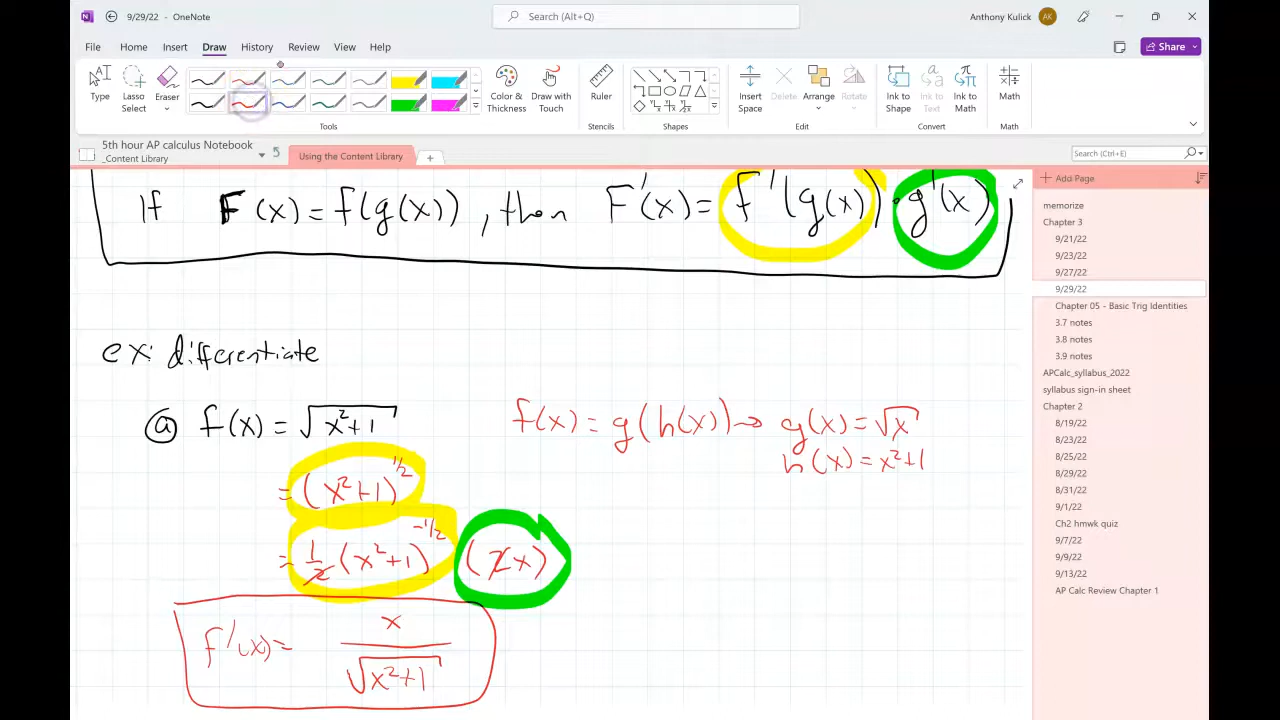 9/29/22 - OneNote
Search (Alt+Q)
Anthony Kulick
AK
File Home Insert Draw History Review View Help
Share
Type
Lasso Select
Eraser
Color & Thickness
Draw with Touch
Ruler
Insert Space
Delete
Arrange
Rotate
Ink to Shape
Ink to Text
Ink to Math
Math
Tools
Stencils
Shapes
Edit
Convert
Math
5th hour AP calculus Notebook
_Content Library
Using the Content Library
Search (Ctrl+E)
Add Page
If F(x) = f(g(x)), then F'(x) = f'(g(x)) · g'(x)
ex: differentiate
ⓐ f(x) = √(x²+1)
f(x) = g(h(x)) → g(x) = √x
h(x) = x²+1
= (x²+1)^1/2
= 1/2 (x²+1)^-1/2 (2x)
f'(x) = x / √(x²+1)
memorize
Chapter 3
9/21/22
9/23/22
9/27/22
9/29/22
Chapter 05 - Basic Trig Identities
3.7 notes
3.8 notes
3.9 notes
APCalc_syllabus_2022
syllabus sign-in sheet
Chapter 2
8/19/22
8/23/22
8/25/22
8/29/22
8/31/22
9/1/22
Ch2 hmwk quiz
9/7/22
9/9/22
9/13/22
AP Calc Review Chapter 1